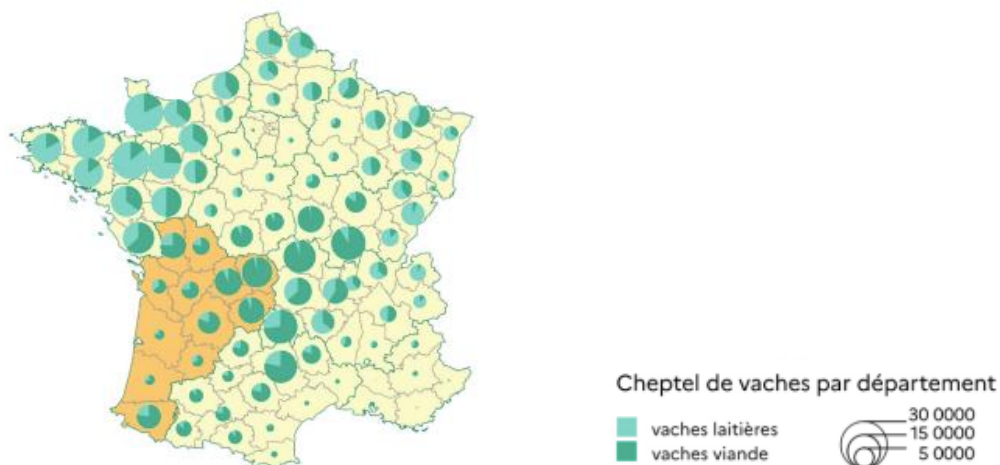 Cheptel de vaches par département
vaches laitières
vaches viande
30 0000
15 0000
5 0000